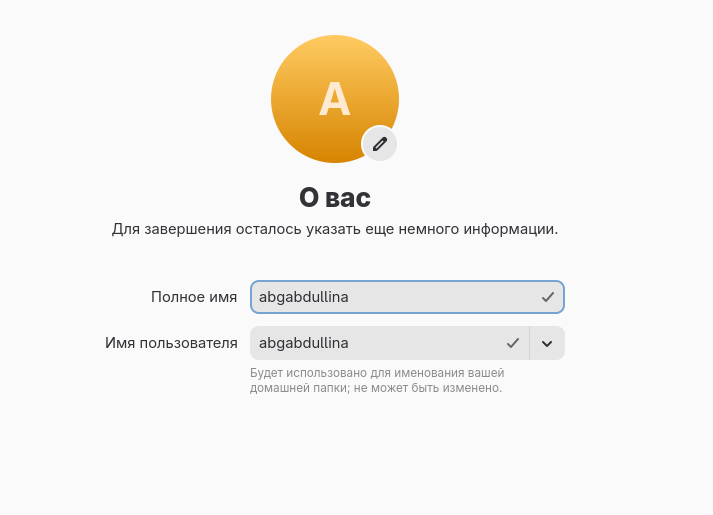 A
О вас
Для завершения осталось указать еще немного информации.
Полное имя abgabdullina
Имя пользователя abgabdullina
Будет использовано для именования вашей
домашней папки; не может быть изменено.